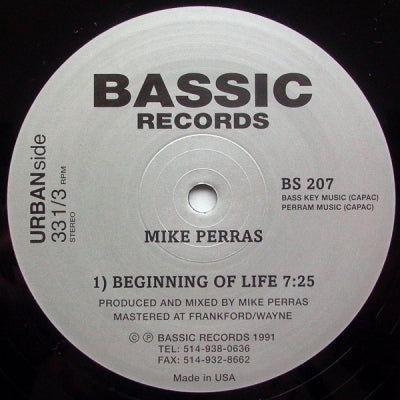 BASSIC
RECORDS
URBANside
33 1/3 RPM
STEREO
BS 207
BASS KEY MUSIC (CAPAC)
PERRAM MUSIC (CAPAC)
MIKE PERRAS
1) BEGINNING OF LIFE 7:25
PRODUCED AND MIXED BY MIKE PERRAS
MASTERED AT FRANKFORD/WAYNE
© ℗ BASSIC RECORDS 1991
TEL: 514-938-0636
FAX: 514-932-8662
Made in USA